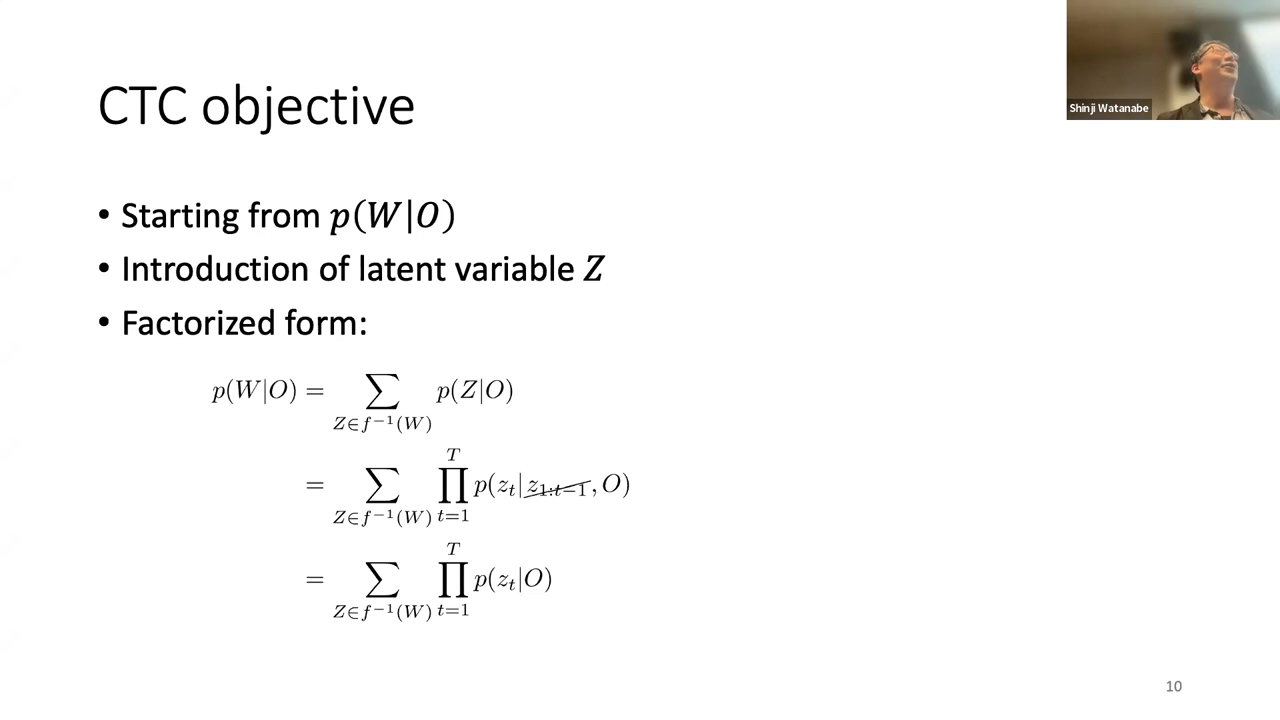 CTC objective
Shinji Watanabe
• Starting from p(W|O)
• Introduction of latent variable Z
• Factorized form:
p(W|O) = ∑_{Z∈f^{-1}(W)} p(Z|O)
= ∑_{Z∈f^{-1}(W)} ∏_{t=1}^{T} p(z_t|z_{1:t-1}, O)
= ∑_{Z∈f^{-1}(W)} ∏_{t=1}^{T} p(z_t|O)
10